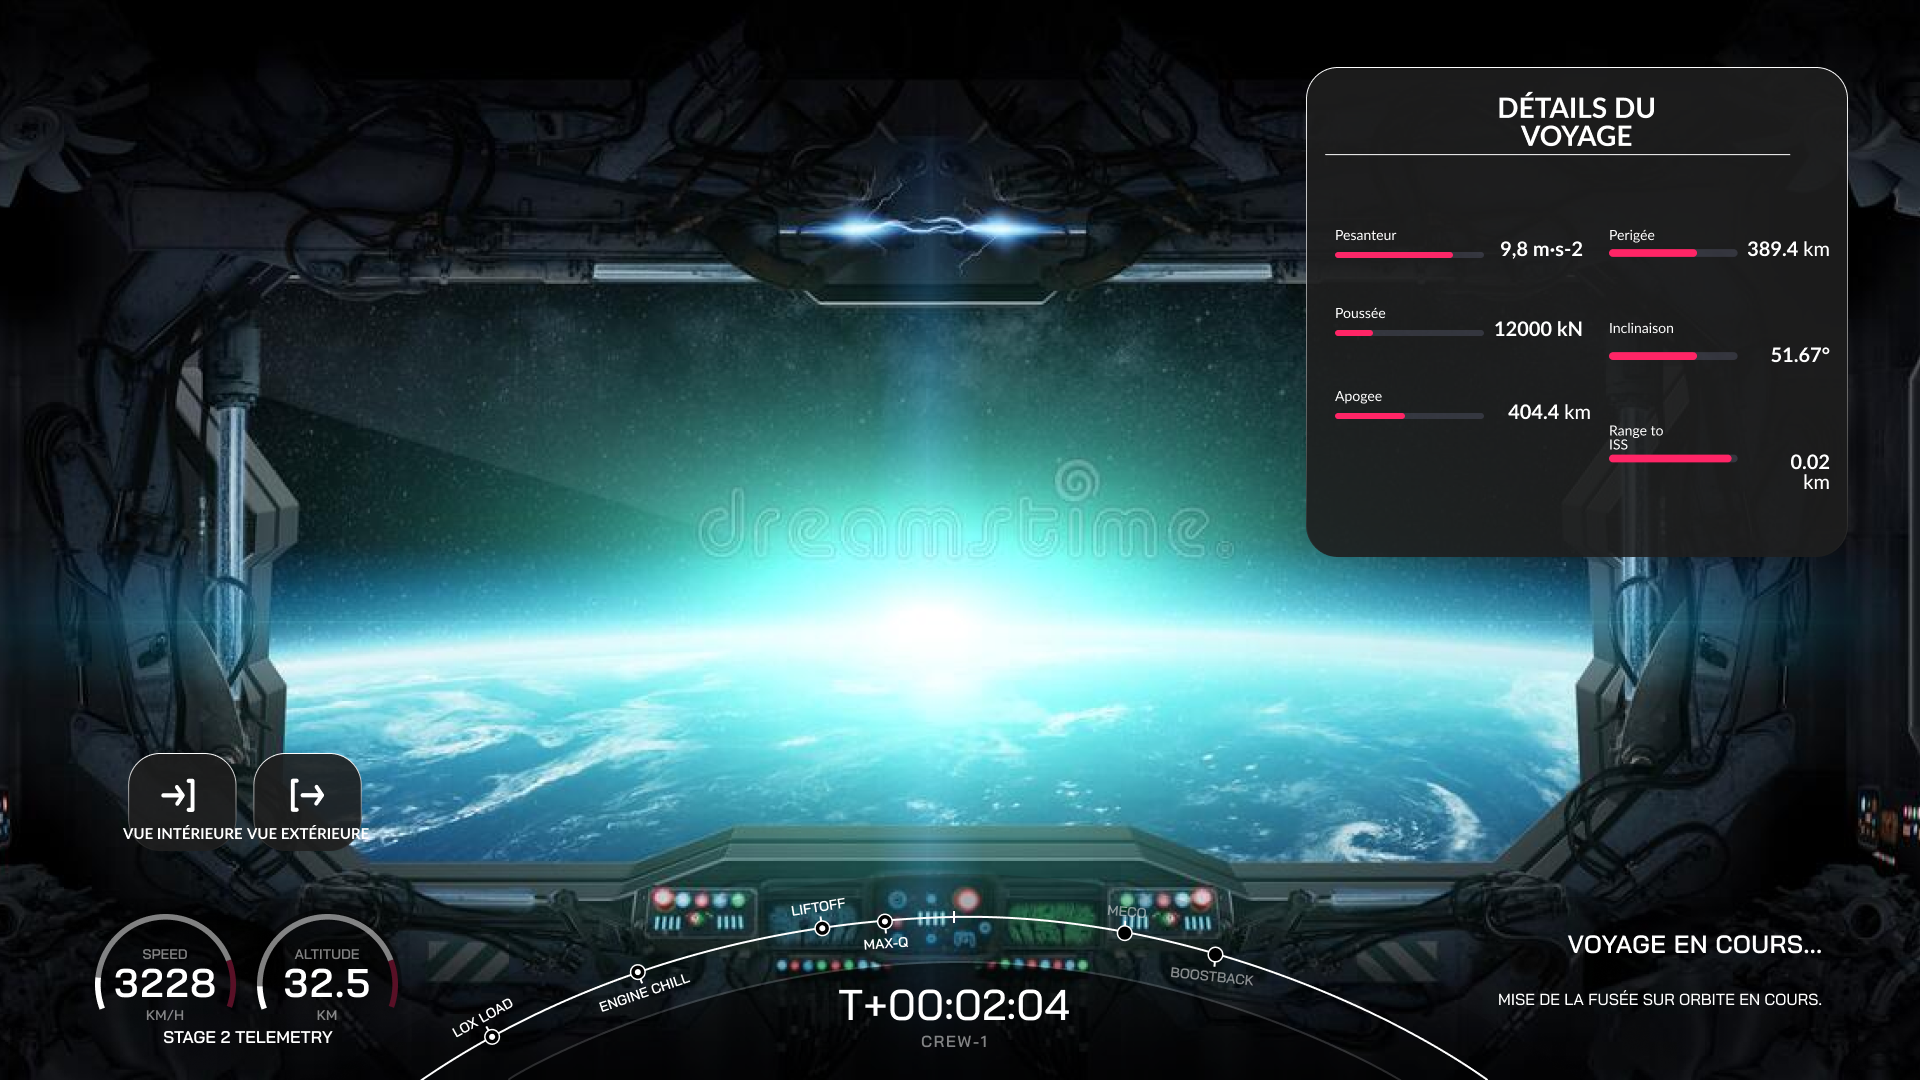 DÉTAILS DU
VOYAGE
Pesanteur
9,8 m·s-2
Perigée
389.4 km
Poussée
12000 kN
Inclinaison
51.67°
Apogee
404.4 km
Range to
ISS
0.02
km
dreamstime®
VUE INTÉRIEURE
VUE EXTÉRIEURE
SPEED
3228
KM/H
ALTITUDE
32.5
KM
STAGE 2 TELEMETRY
LOX LOAD
ENGINE CHILL
LIFTOFF
MAX-Q
MECO
BOOSTBACK
T+00:02:04
CREW-1
VOYAGE EN COURS...
MISE DE LA FUSÉE SUR ORBITE EN COURS.